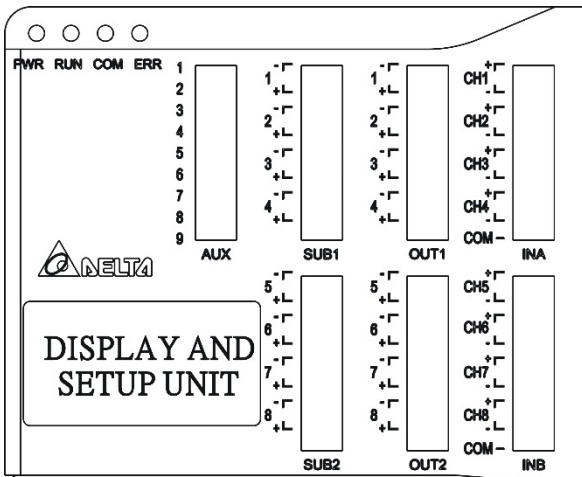 PWR RUN COM ERR
1
2
3
4
5
6
7
8
9
AUX
1 - +
2 - +
3 - +
4 - +
SUB1
1 - +
2 - +
3 - +
4 - +
OUT1
CH1 + -
CH2 + -
CH3 + -
CH4 + -
COM -
INA
DELTA
DISPLAY AND
SETUP UNIT
5 - +
6 - +
7 - +
8 - +
SUB2
5 - +
6 - +
7 - +
8 - +
OUT2
CH5 + -
CH6 + -
CH7 + -
CH8 + -
COM -
INB